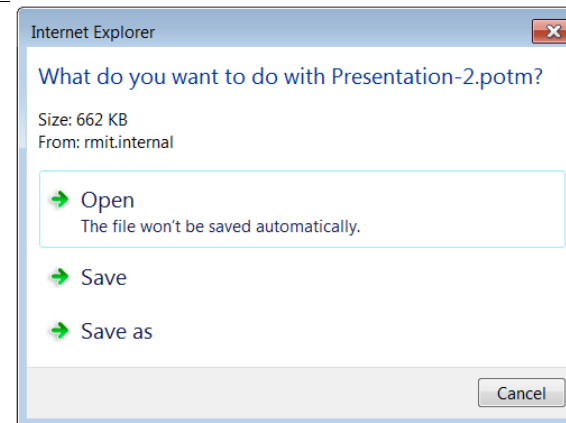 Internet Explorer
What do you want to do with Presentation-2.potm?
Size: 662 KB
From: rmit.internal
Open
The file won't be saved automatically.
Save
Save as
Cancel